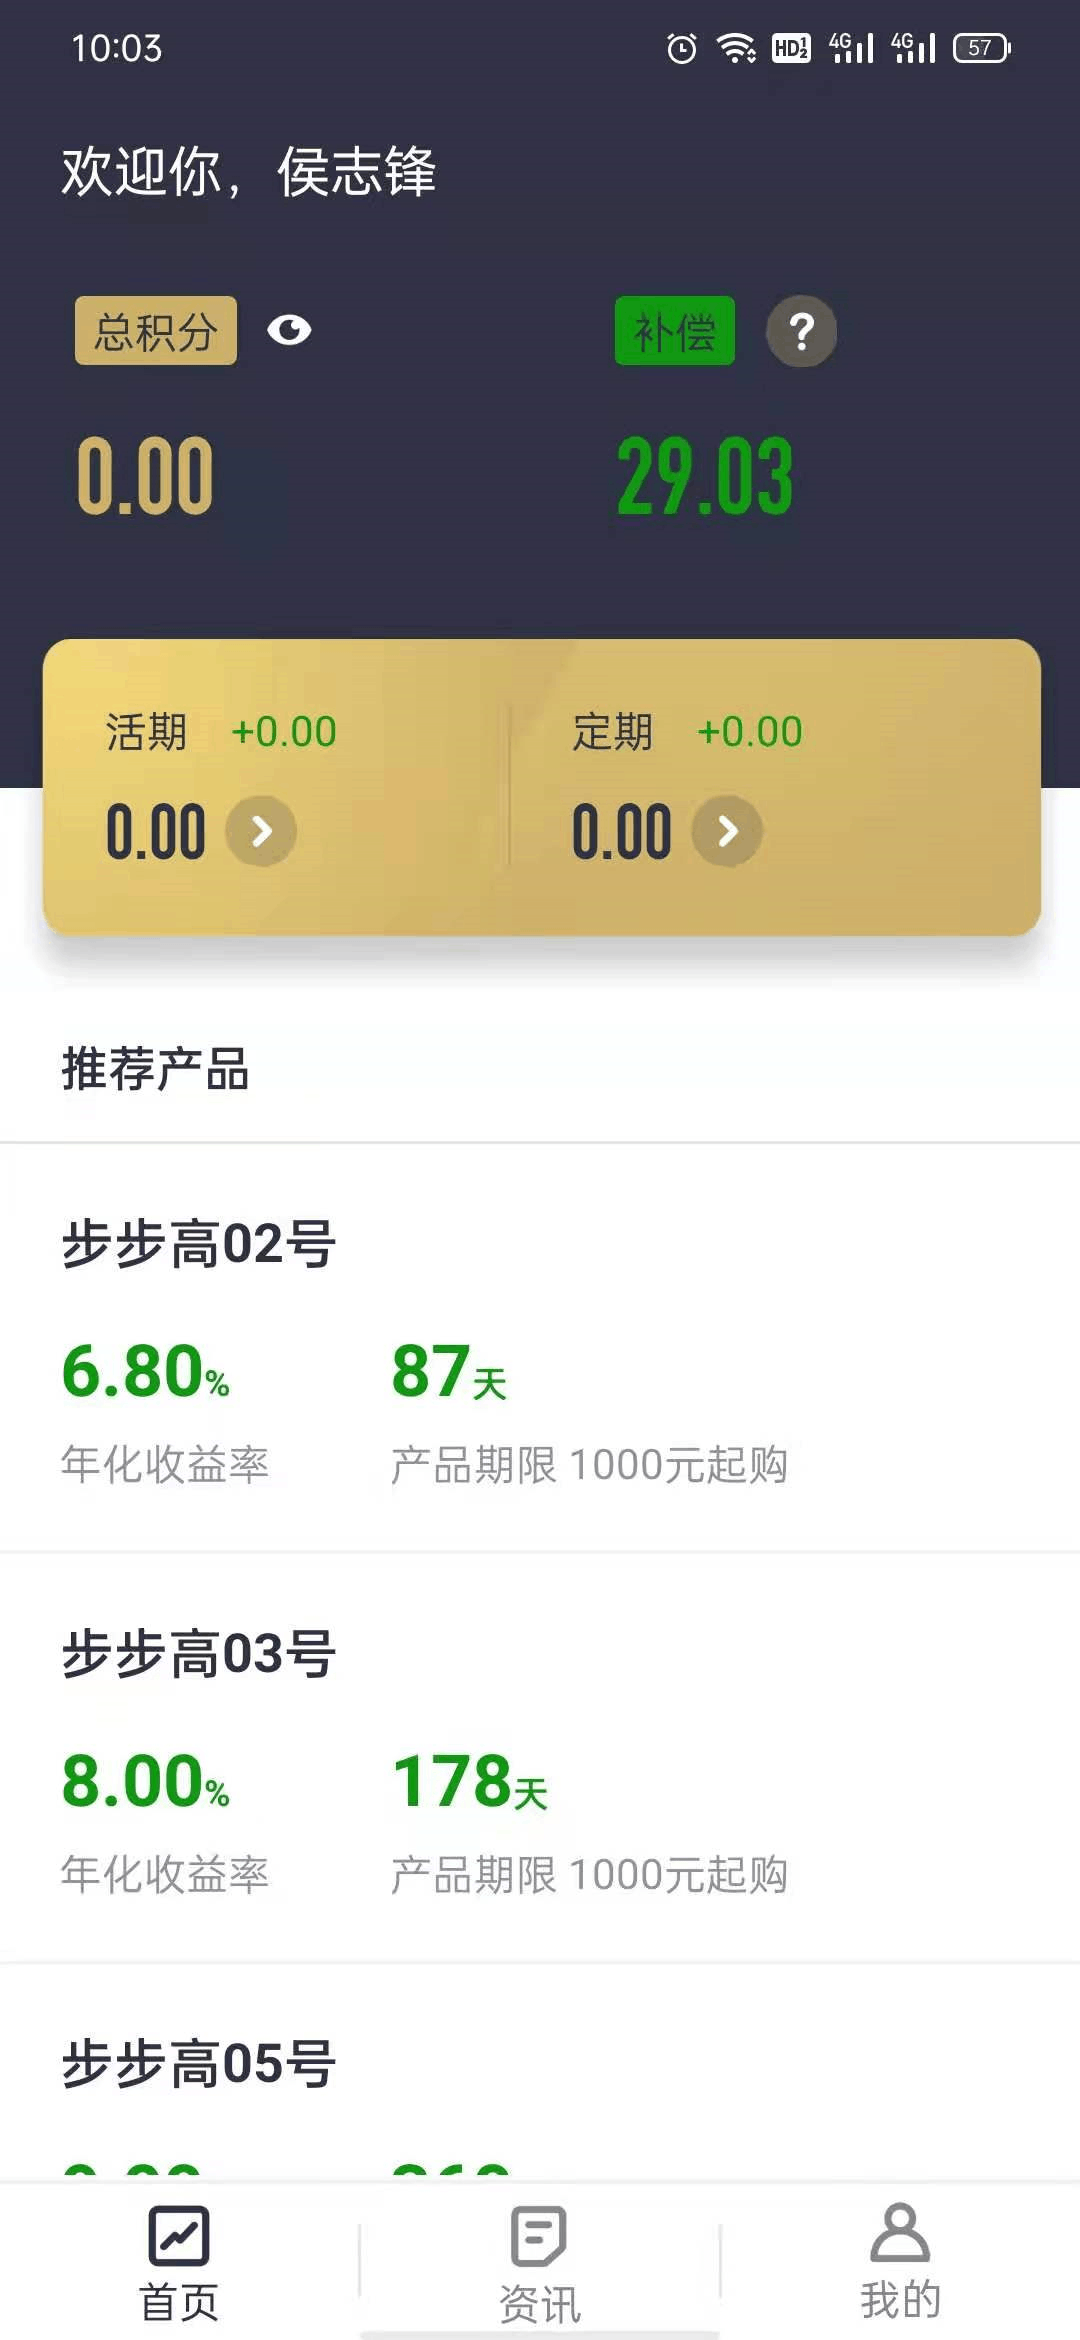 10:03
HD 4G 4G 57
欢迎你，侯志锋
总积分 补偿 ?
0.00 29.03
活期 +0.00 定期 +0.00
0.00 0.00
推荐产品
步步高02号
6.80% 87天
年化收益率 产品期限 1000元起购
步步高03号
8.00% 178天
年化收益率 产品期限 1000元起购
步步高05号
首页 资讯 我的